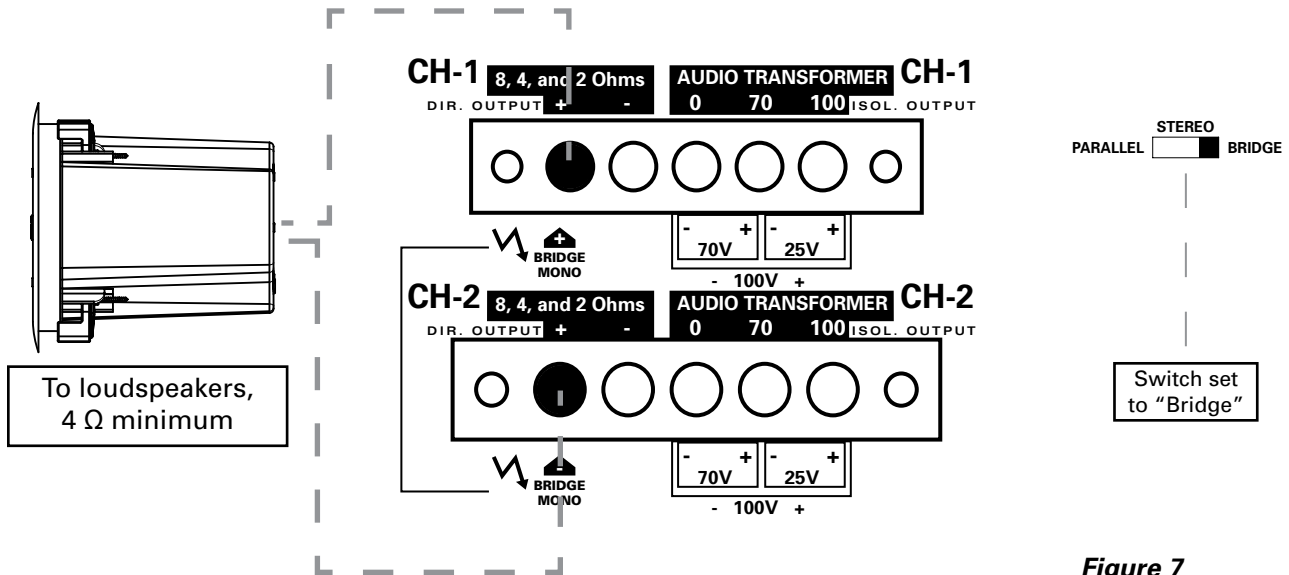 CH-1 8, 4, and 2 Ohms AUDIO TRANSFORMER CH-1
DIR. OUTPUT + - 0 70 100 ISOL. OUTPUT
STEREO
PARALLEL BRIDGE
+
BRIDGE
MONO
- + - +
70V 25V
- 100V +
CH-2 8, 4, and 2 Ohms AUDIO TRANSFORMER CH-2
DIR. OUTPUT + - 0 70 100 ISOL. OUTPUT
To loudspeakers,
4 Ω minimum
Switch set
to “Bridge”
-
BRIDGE
MONO
- + - +
70V 25V
- 100V +
Figure 7